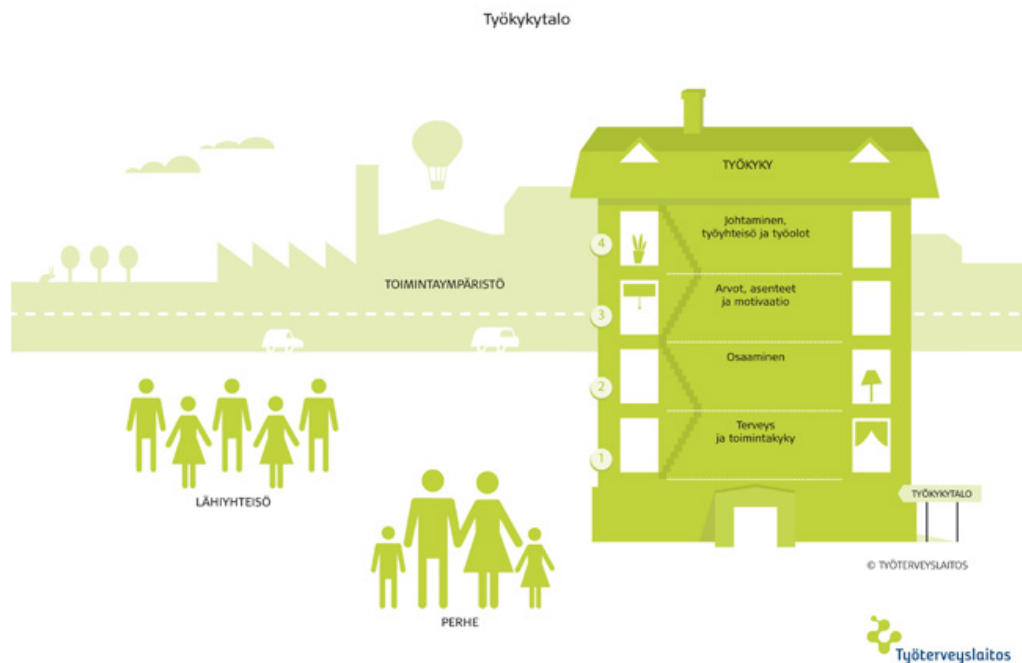 Työkykytalo
TYÖKYKY
4
Johtaminen,
työyhteisö ja työolot
TOIMINTAYMPÄRISTÖ
3
Arvot, asenteet
ja motivaatio
2
Osaaminen
1
Terveys
ja toimintakyky
LÄHIYHTEISÖ
PERHE
TYÖKYKYTALO
© TYÖTERVEYSLAITOS
Työterveyslaitos